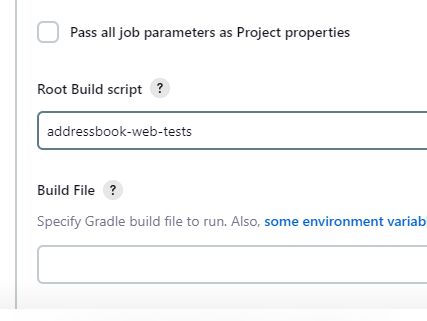 Pass all job parameters as Project properties
Root Build script ?
addressbook-web-tests
Build File ?
Specify Gradle build file to run. Also, some environment variab